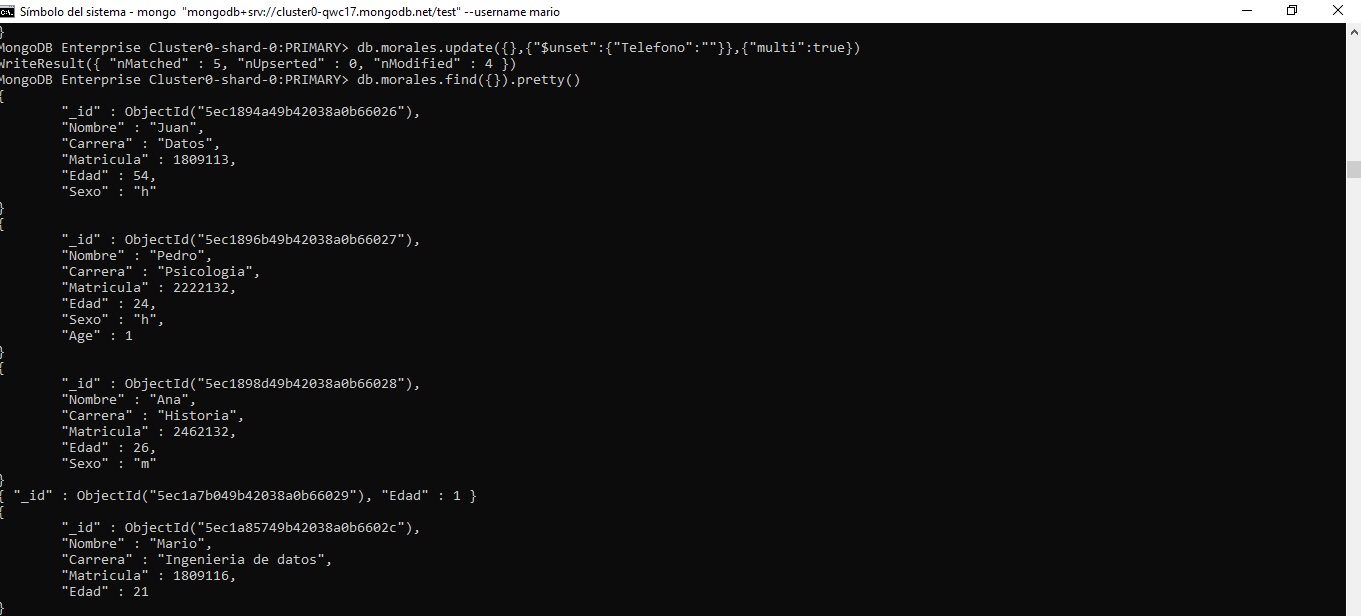 Símbolo del sistema - mongo "mongodb+srv://cluster0-qwc17.mongodb.net/test" --username mario
}
MongoDB Enterprise Cluster0-shard-0:PRIMARY> db.morales.update({},{"$unset":{"Telefono":""}},{"multi":true})
WriteResult({ "nMatched" : 5, "nUpserted" : 0, "nModified" : 4 })
MongoDB Enterprise Cluster0-shard-0:PRIMARY> db.morales.find({}).pretty()
{
"_id" : ObjectId("5ec1894a49b42038a0b66026"),
"Nombre" : "Juan",
"Carrera" : "Datos",
"Matricula" : 1809113,
"Edad" : 54,
"Sexo" : "h"
}
{
"_id" : ObjectId("5ec1896b49b42038a0b66027"),
"Nombre" : "Pedro",
"Carrera" : "Psicologia",
"Matricula" : 2222132,
"Edad" : 24,
"Sexo" : "h",
"Age" : 1
}
{
"_id" : ObjectId("5ec1898d49b42038a0b66028"),
"Nombre" : "Ana",
"Carrera" : "Historia",
"Matricula" : 2462132,
"Edad" : 26,
"Sexo" : "m"
}
{ "_id" : ObjectId("5ec1a7b049b42038a0b66029"), "Edad" : 1 }
{
"_id" : ObjectId("5ec1a85749b42038a0b6602c"),
"Nombre" : "Mario",
"Carrera" : "Ingenieria de datos",
"Matricula" : 1809116,
"Edad" : 21
}